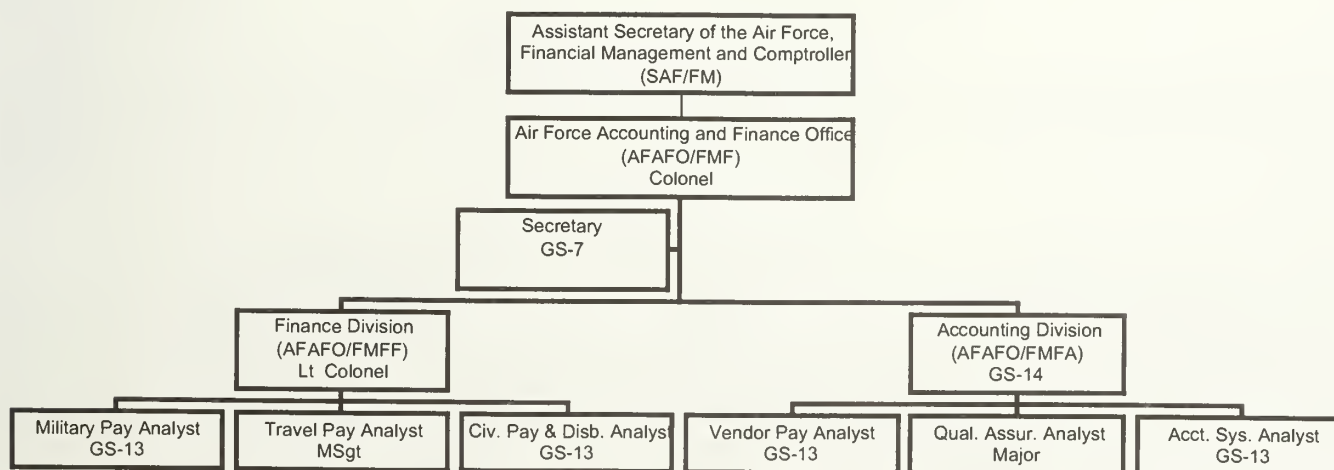 Assistant Secretary of the Air Force,
Financial Management and Comptroller
(SAF/FM)
Air Force Accounting and Finance Office
(AFAFO/FMF)
Colonel
Secretary
GS-7
Finance Division
(AFAFO/FMFF)
Lt Colonel
Accounting Division
(AFAFO/FMFA)
GS-14
Military Pay Analyst
GS-13
Travel Pay Analyst
MSgt
Civ. Pay & Disb. Analyst
GS-13
Vendor Pay Analyst
GS-13
Qual. Assur. Analyst
Major
Acct. Sys. Analyst
GS-13